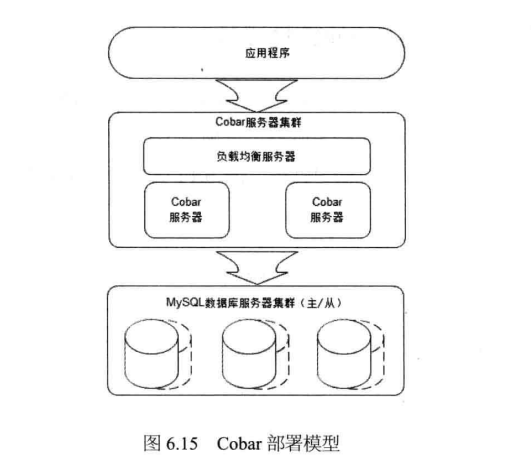 应用程序
Cobar服务器集群
负载均衡服务器
Cobar
服务器
Cobar
服务器
MySQL数据库服务器集群（主/从）
图 6.15 Cobar 部署模型